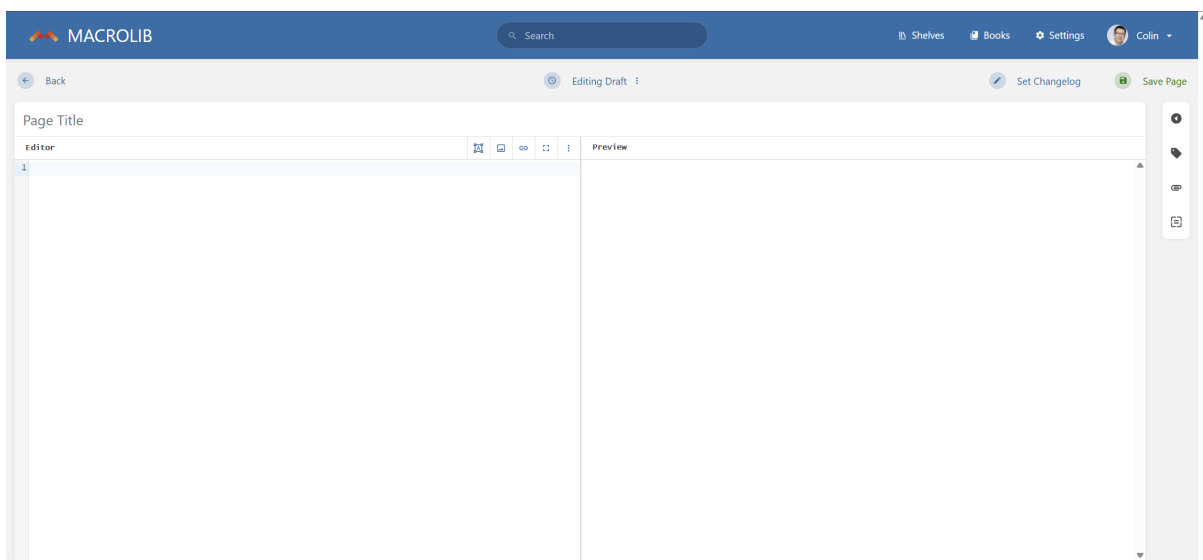 MACROLIB
Search
Shelves
Books
Settings
Colin
Back
Editing Draft
Set Changelog
Save Page
Page Title
Editor
Preview
1